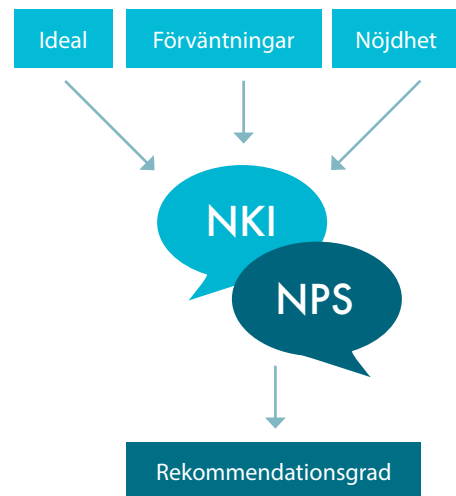 Ideal
Förväntningar
Nöjdhet
NKI
NPS
Rekommendationsgrad